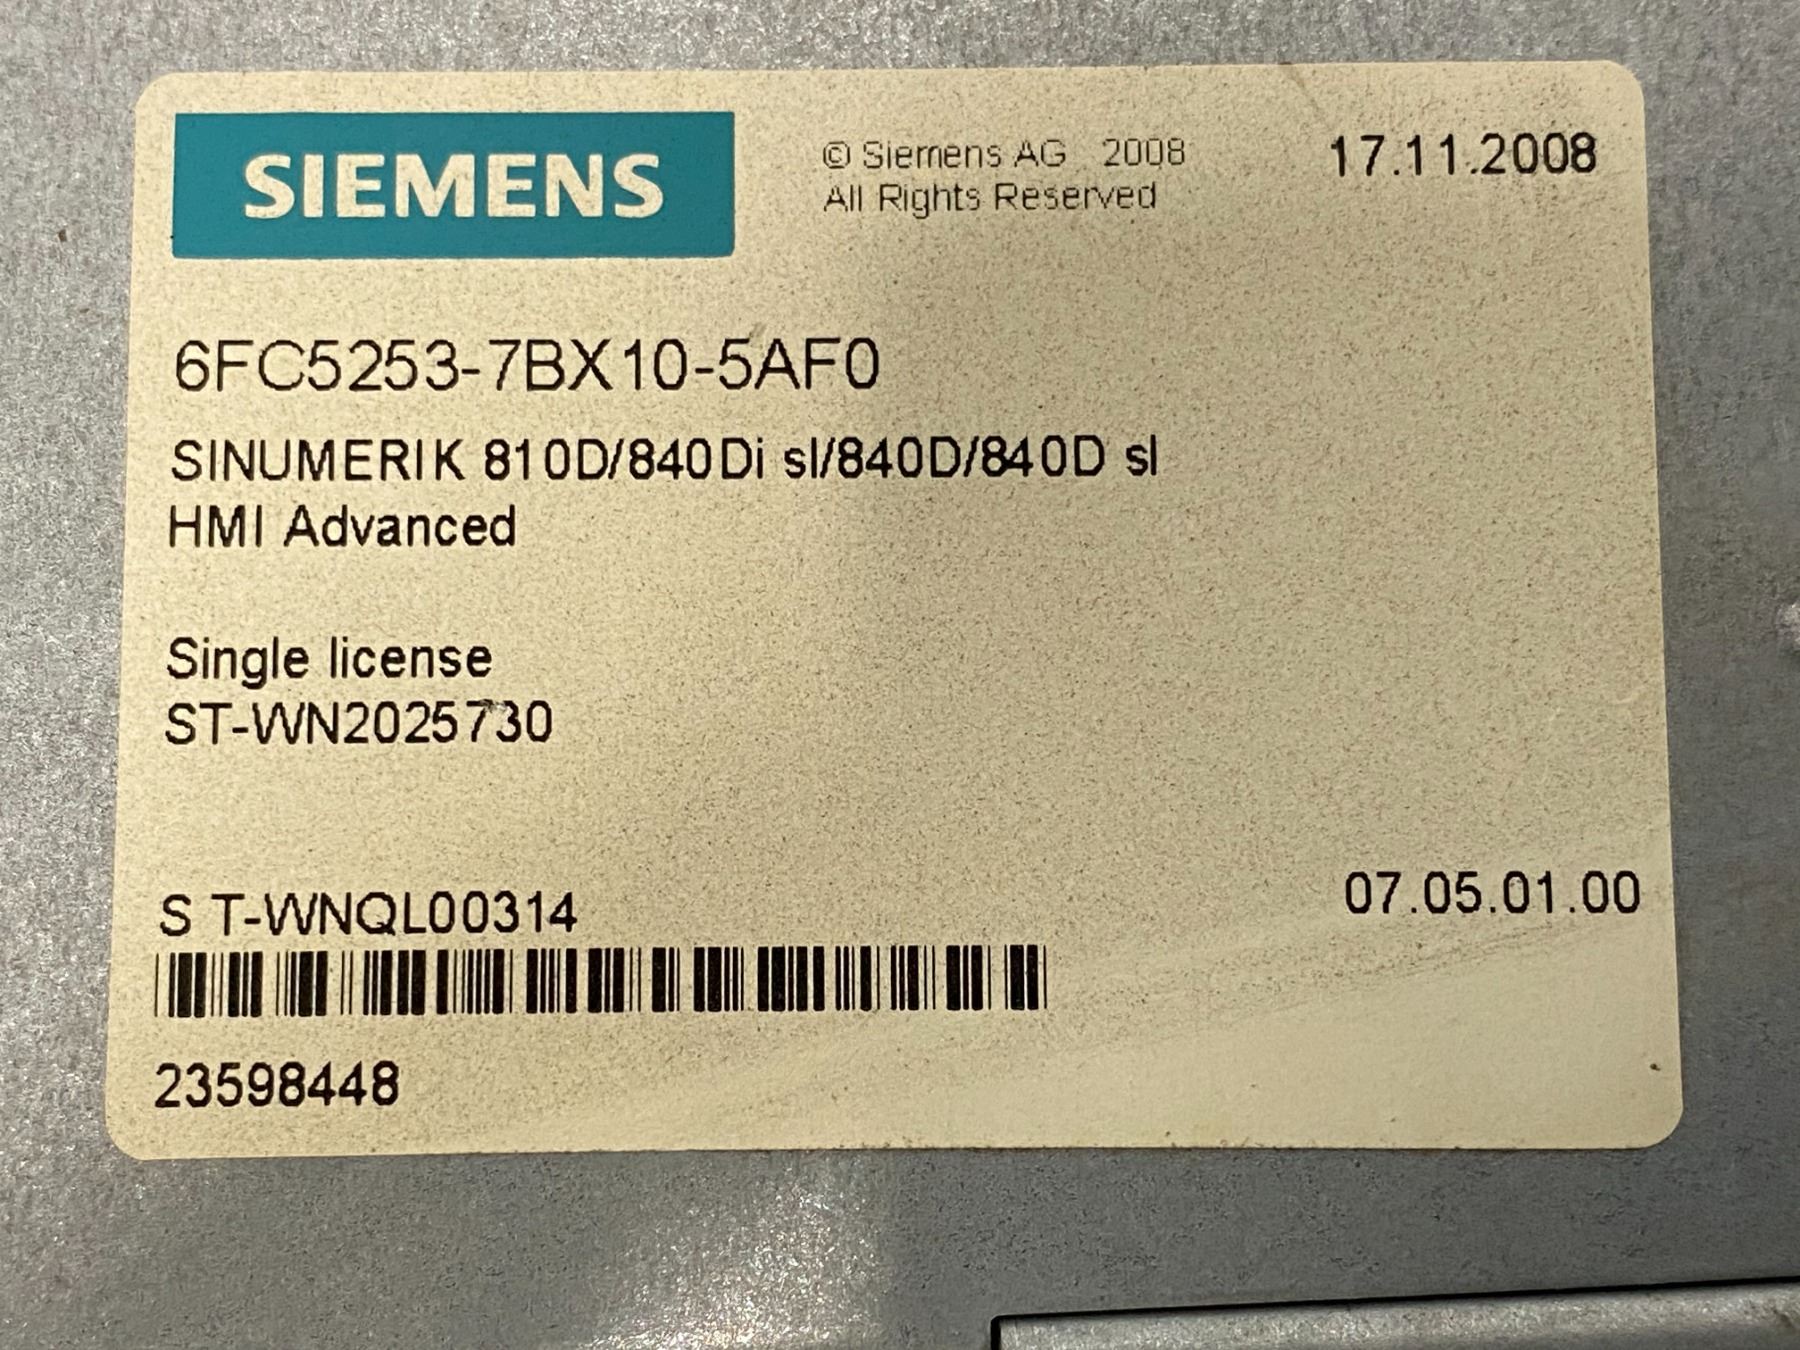 SIEMENS
© Siemens AG 2008
All Rights Reserved
17.11.2008
6FC5253-7BX10-5AF0
SINUMERIK 810D/840Di sl/840D/840D sl
HMI Advanced
Single license
ST-WN2025730
S T-WNQL00314
07.05.01.00
23598448